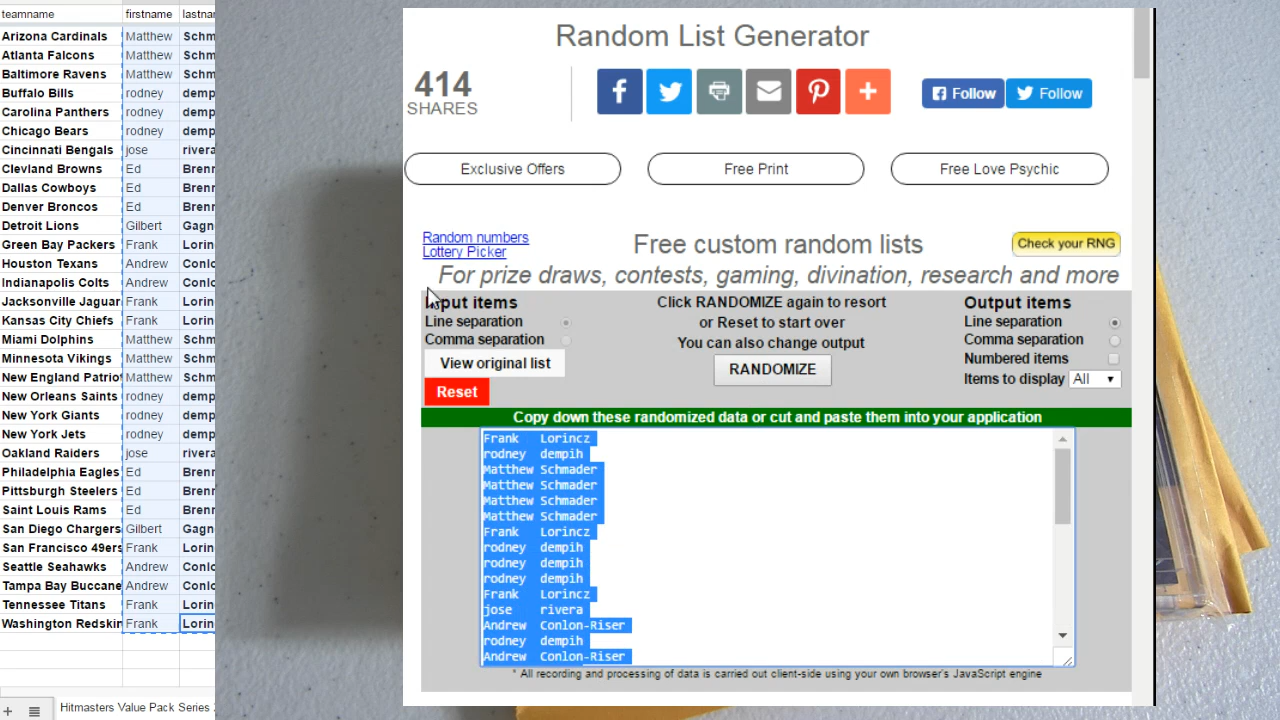 teamname firstname lastnar
Arizona Cardinals Matthew Schm
Atlanta Falcons Matthew Schm
Baltimore Ravens Matthew Schm
Buffalo Bills rodney demp
Carolina Panthers rodney demp
Chicago Bears rodney demp
Cincinnati Bengals jose rivera
Clevland Browns Ed Brenr
Dallas Cowboys Ed Brenr
Denver Broncos Ed Brenr
Detroit Lions Gilbert Gagn
Green Bay Packers Frank Lorin
Houston Texans Andrew Conlo
Indianapolis Colts Andrew Conlo
Jacksonville Jaguar Frank Lorin
Kansas City Chiefs Frank Lorin
Miami Dolphins Matthew Schm
Minnesota Vikings Matthew Schm
New England Patrio Matthew Schm
New Orleans Saints rodney demp
New York Giants rodney demp
New York Jets rodney demp
Oakland Raiders jose rivera
Philadelphia Eagles Ed Brenr
Pittsburgh Steelers Ed Brenr
Saint Louis Rams Ed Brenr
San Diego Chargers Gilbert Gagn
San Francisco 49ers Frank Lorin
Seattle Seahawks Andrew Conlo
Tampa Bay Buccane Andrew Conlo
Tennessee Titans Frank Lorin
Washington Redskin Frank Lorin
Hitmasters Value Pack Series
Random List Generator
414
SHARES
Follow Follow
Exclusive Offers Free Print Free Love Psychic
Random numbers
Lottery Picker
Free custom random lists
Check your RNG
For prize draws, contests, gaming, divination, research and more
Input items
Line separation
Comma separation
View original list
Reset
Click RANDOMIZE again to resort
or Reset to start over
You can also change output
RANDOMIZE
Output items
Line separation
Comma separation
Numbered items
Items to display All
Copy down these randomized data or cut and paste them into your application
Frank Lorincz
rodney dempih
Matthew Schmader
Matthew Schmader
Matthew Schmader
Matthew Schmader
Frank Lorincz
rodney dempih
rodney dempih
rodney dempih
Frank Lorincz
jose rivera
Andrew Conlon-Riser
rodney dempih
Andrew Conlon-Riser
* All recording and processing of data is carried out client-side using your own browser's JavaScript engine